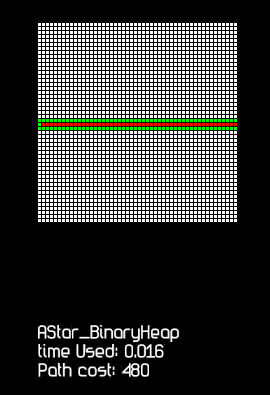 AStar_BinaryHeap
time Used: 0.016
Path cost: 480